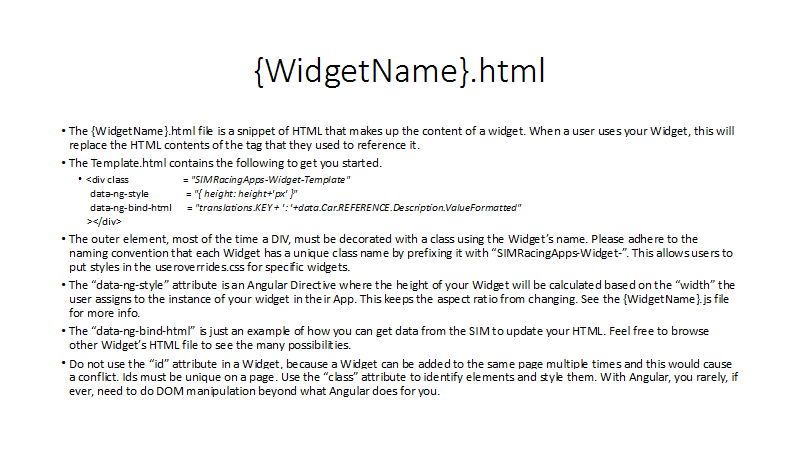 {WidgetName}.html
• The {WidgetName}.html file is a snippet of HTML that makes up the content of a widget. When a user uses your Widget, this will
replace the HTML contents of the tag that they used to reference it.
• The Template.html contains the following to get you started.
• <div class = "SIMRacingApps-Widget-Template"
data-ng-style = "{ height: height+'px' }"
data-ng-bind-html = "translations.KEY + ': '+data.Car.REFERENCE.Description.ValueFormatted"
></div>
• The outer element, most of the time a DIV, must be decorated with a class using the Widget’s name. Please adhere to the
naming convention that each Widget has a unique class name by prefixing it with “SIMRacingApps-Widget-”. This allows users to
put styles in the useroverrides.css for specific widgets.
• The “data-ng-style” attribute is an Angular Directive where the height of your Widget will be calculated based on the “width” the
user assigns to the instance of your widget in their App. This keeps the aspect ratio from changing. See the {WidgetName}.js file
for more info.
• The “data-ng-bind-html” is just an example of how you can get data from the SIM to update your HTML. Feel free to browse
other Widget’s HTML file to see the many possibilities.
• Do not use the “id” attribute in a Widget, because a Widget can be added to the same page multiple times and this would cause
a conflict. Ids must be unique on a page. Use the “class” attribute to identify elements and style them. With Angular, you rarely, if
ever, need to do DOM manipulation beyond what Angular does for you.